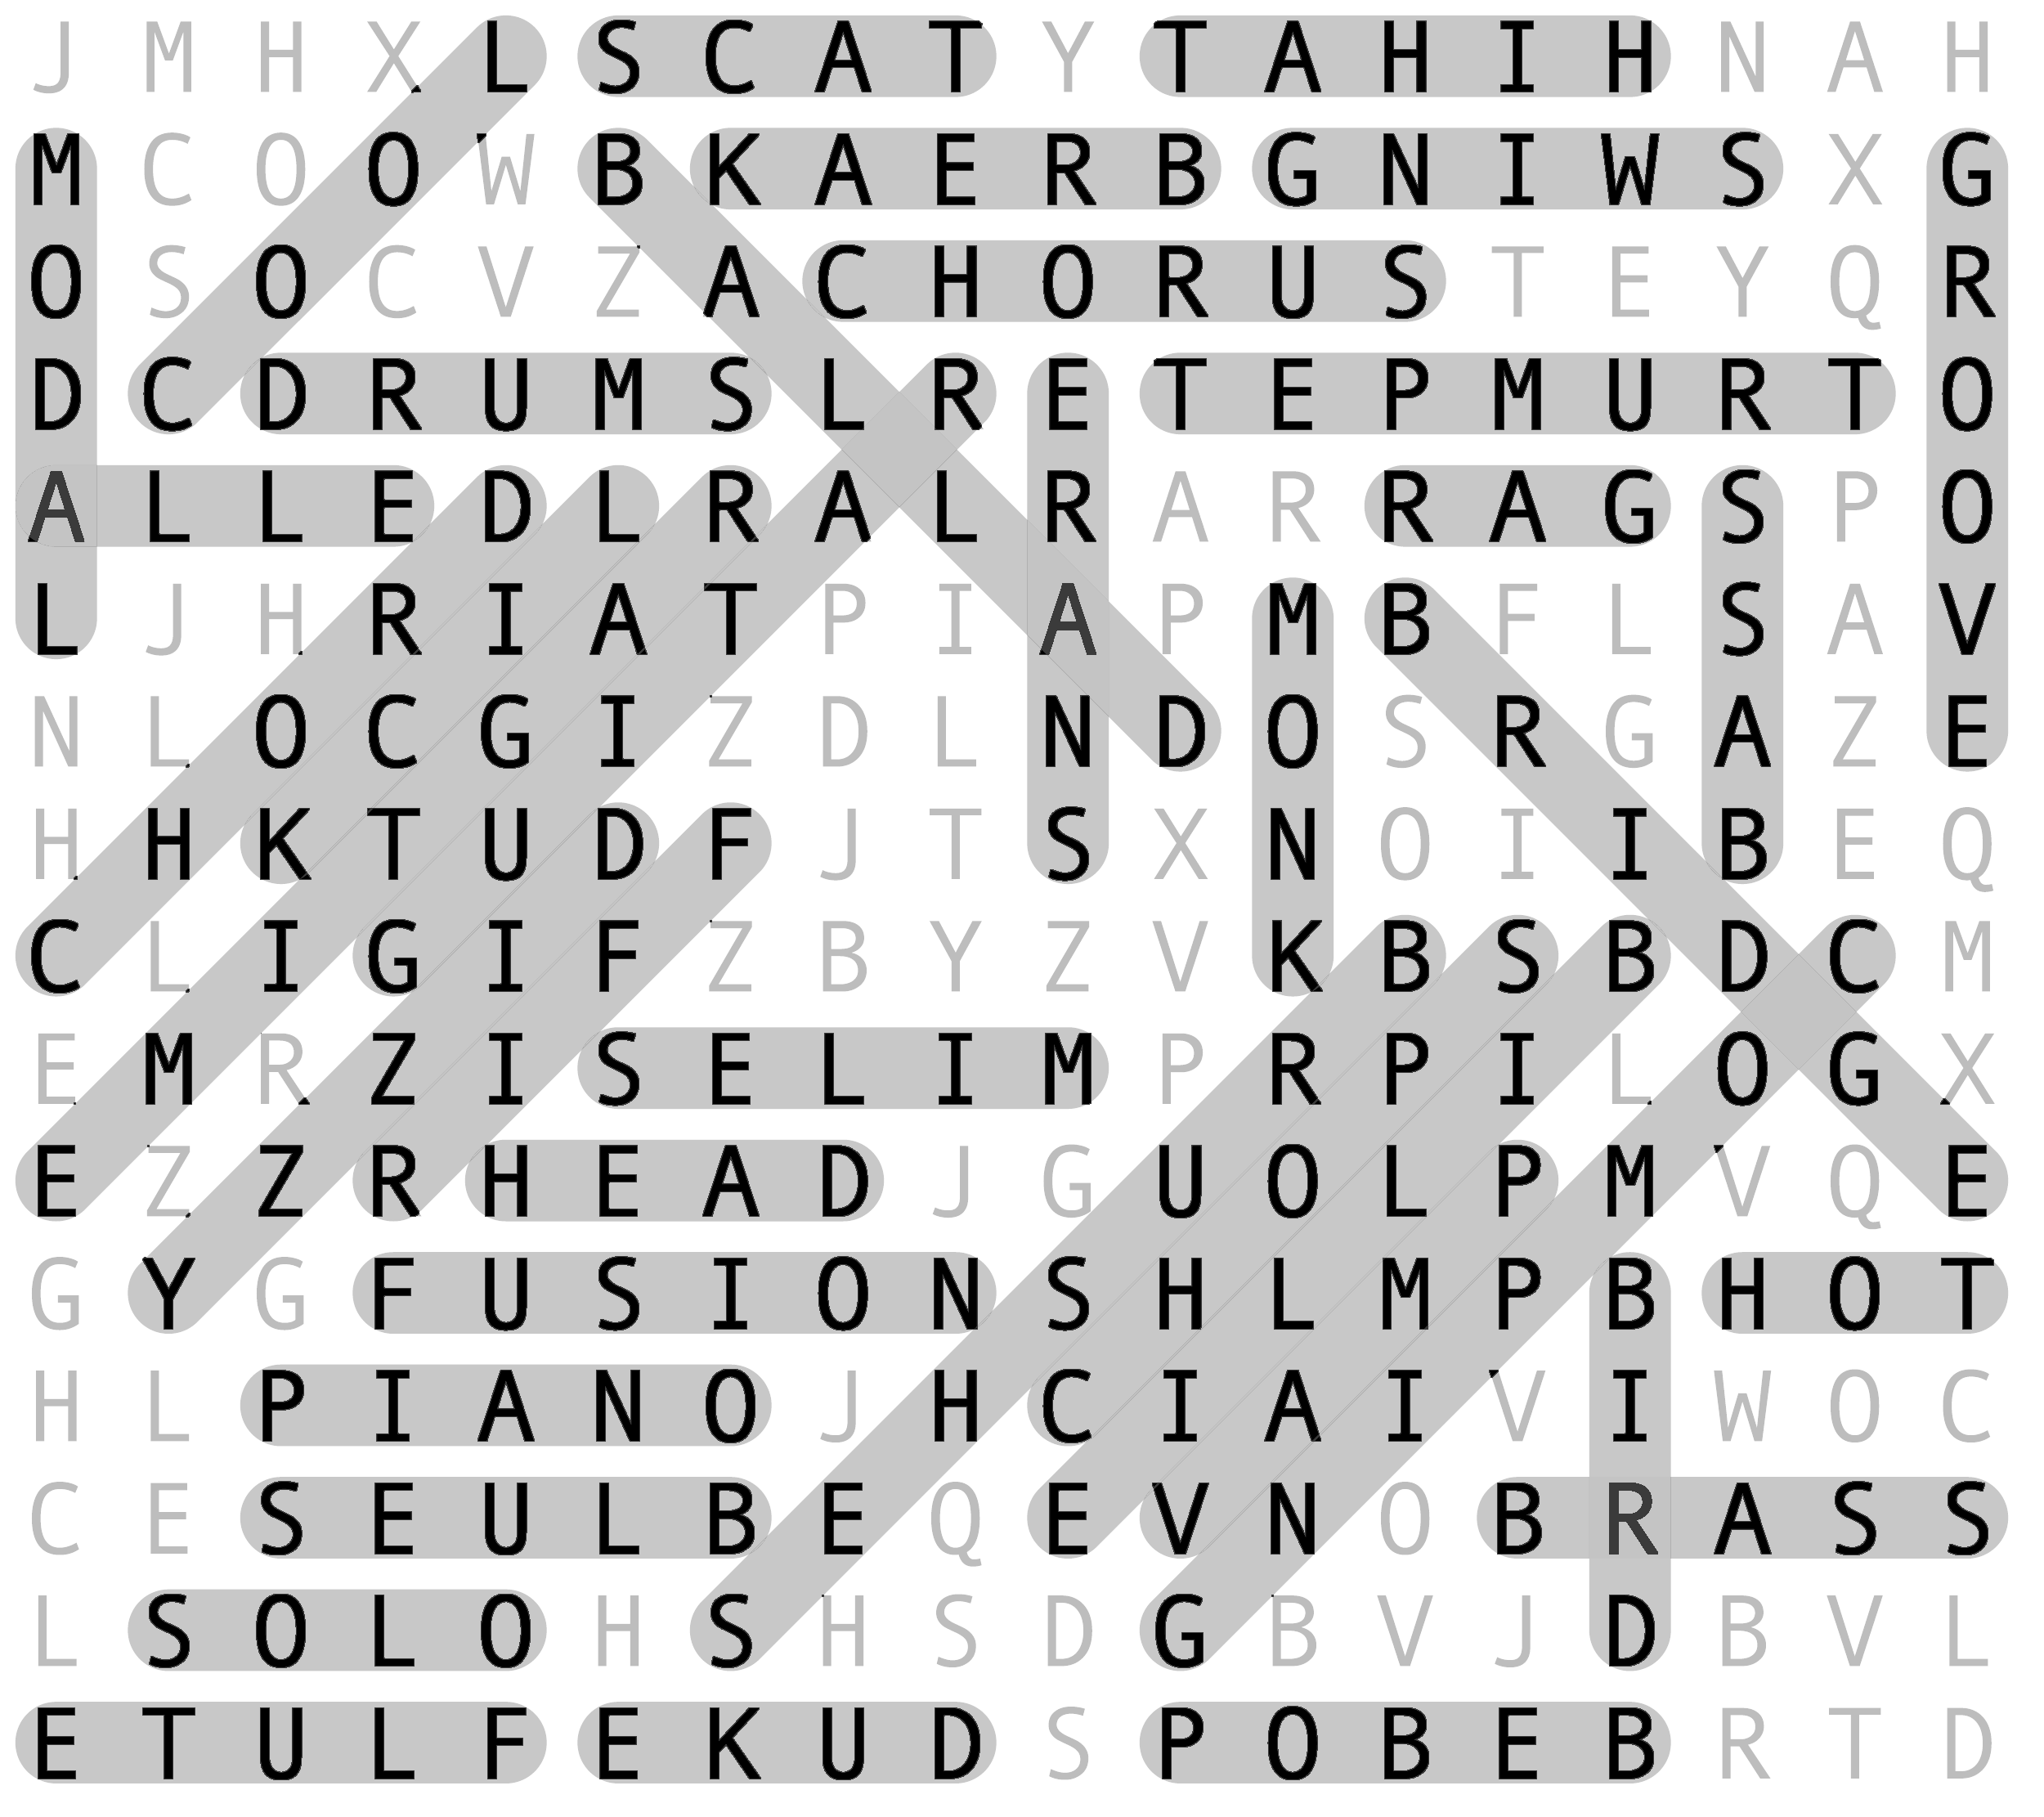 J M H X L S C A T Y T A H I H N A H
M C O O W B K A E R B G N I W S X G
O S O C V Z A C H O R U S T E Y Q R
D C D R U M S L R E T E P M U R T O
A L L E D L R A L R A R R A G S P O
L J H R I A T P I A P M B F L S A V
N L O C G I Z D L N D O S R G A Z E
H H K T U D F J T S X N O I I B E Q
C L I G I F Z B Y Z V K B S B D C M
E M R Z I S E L I M P R P I L O G X
E Z Z R H E A D J G U O L P M V Q E
G Y G F U S I O N S H L M P B H O T
H L P I A N O J H C I A I V I W O C
C E S E U L B E Q E V N O B R A S S
L S O L O H S H S D G B V J D B V L
E T U L F E K U D S P O B E B R T D